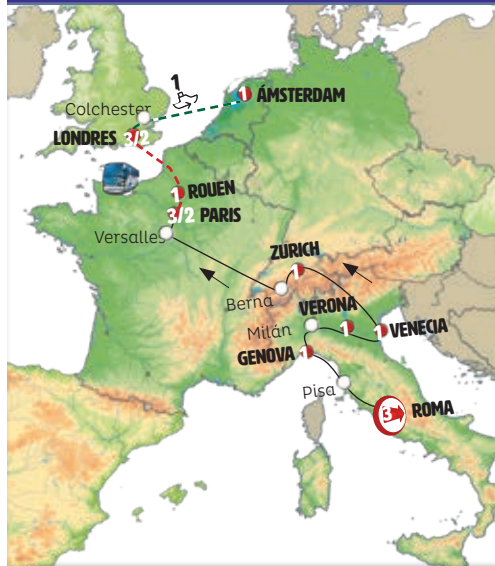 1
1 ÁMSTERDAM
Colchester
LONDRES 3/2
1 ROUEN
3/2 PARIS
Versalles
ZURICH
1
Berna
VERONA
Milán
1
1 VENECIA
GENOVA
1
Pisa
3 ROMA